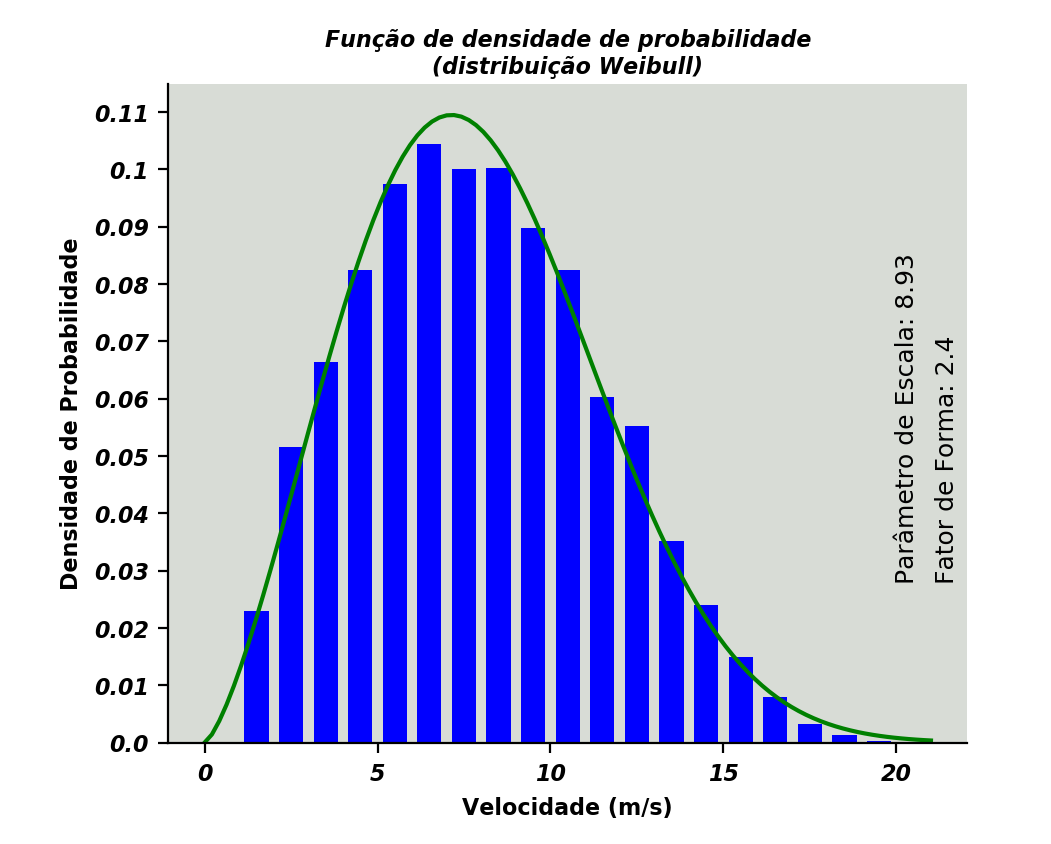 Função de densidade de probabilidade
(distribuição Weibull)
0.11
0.1
0.09
0.08
0.07
0.06
0.05
0.04
0.03
0.02
0.01
0.0
Densidade de Probabilidade
Parâmetro de Escala: 8.93
Fator de Forma: 2.4
0 5 10 15 20
Velocidade (m/s)